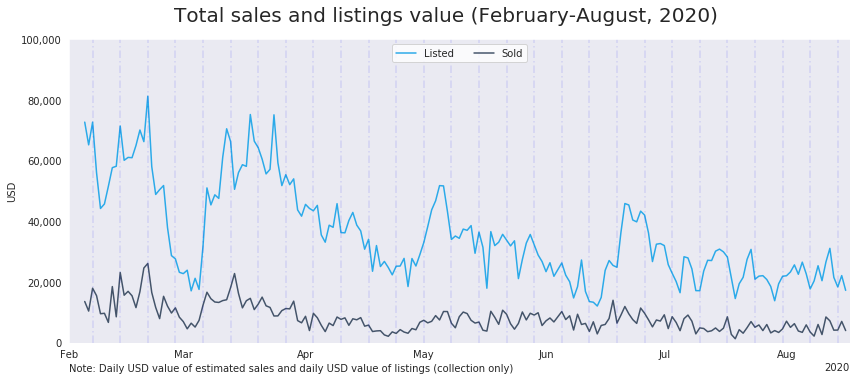 Total sales and listings value (February-August, 2020)
Listed Sold
100,000
80,000
60,000
40,000
20,000
0
USD
Feb Mar Apr May Jun Jul Aug
Note: Daily USD value of estimated sales and daily USD value of listings (collection only) 2020